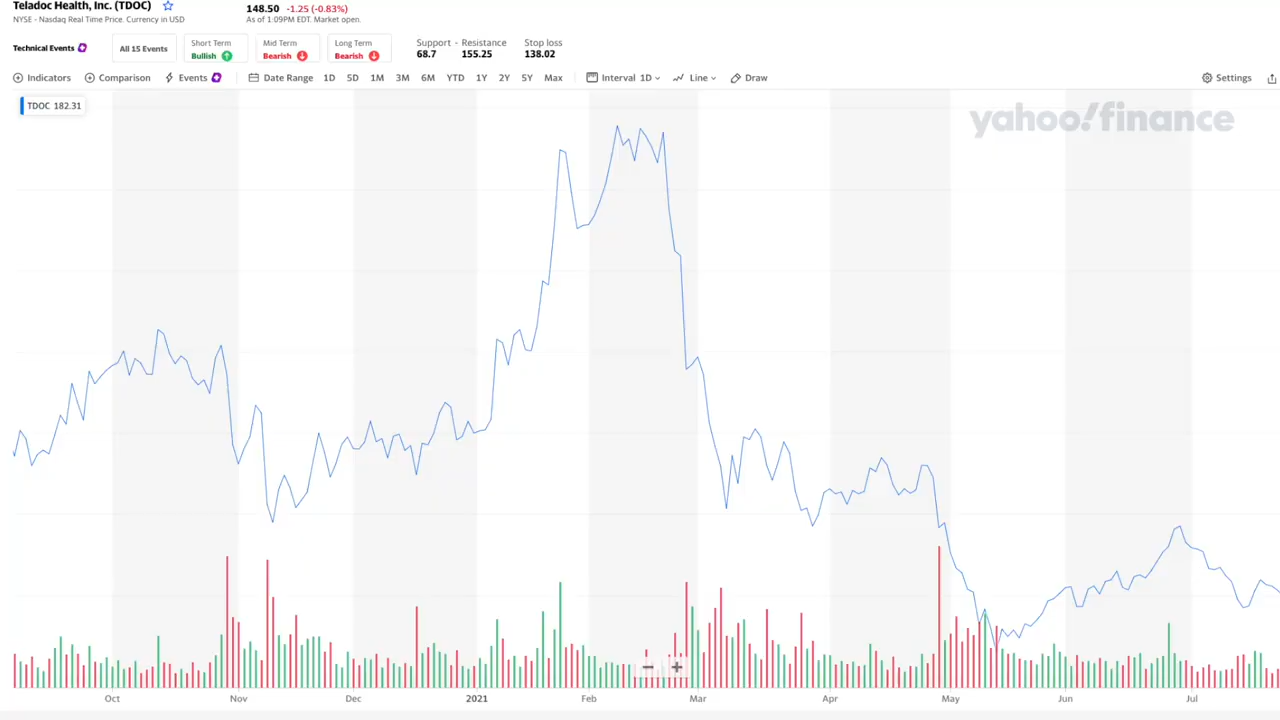 Teladoc Health, Inc. (TDOC)
148.50 -1.25 (-0.83%)
NYSE - Nasdaq Real Time Price. Currency in USD
As of 1:09PM EDT. Market open.
Technical Events
All 15 Events
Short Term
Bullish
Mid Term
Bearish
Long Term
Bearish
Support - Resistance
68.7 155.25
Stop loss
138.02
Indicators Comparison Events Date Range 1D 5D 1M 3M 6M YTD 1Y 2Y 5Y Max Interval 1D Line Draw Settings
TDOC 182.31
yahoo!finance
Oct Nov Dec 2021 Feb Mar Apr May Jun Jul